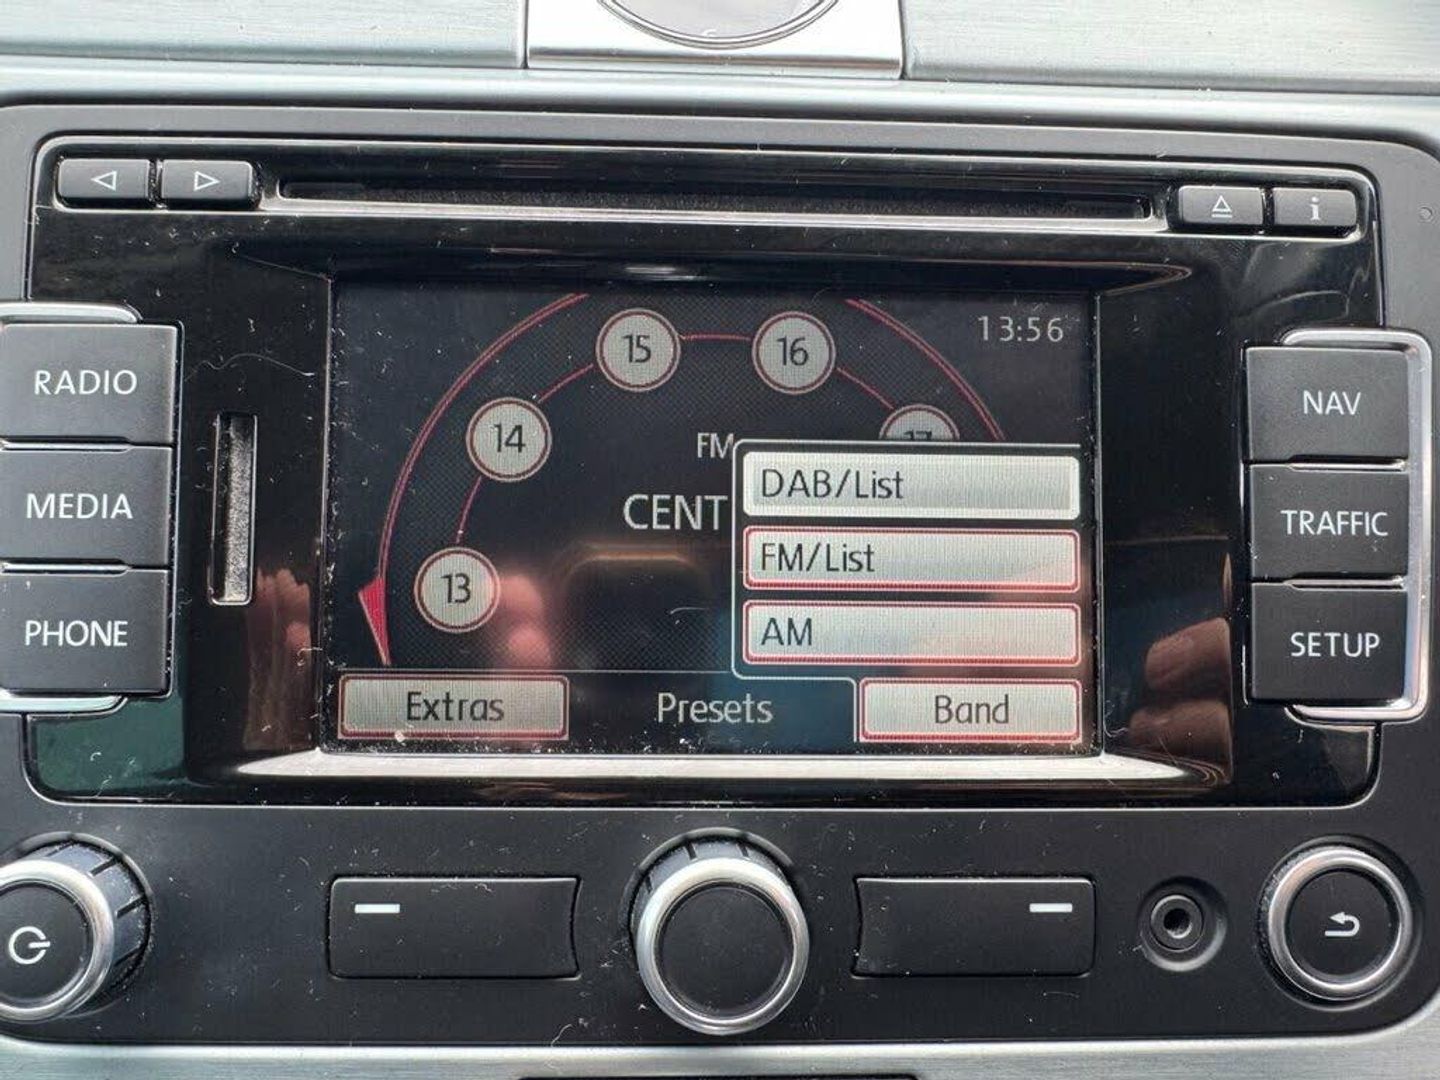 i
RADIO
MEDIA
PHONE
NAV
TRAFFIC
SETUP
13:56
15
16
14
17
13
FM
CENT
DAB/List
FM/List
AM
Extras
Presets
Band